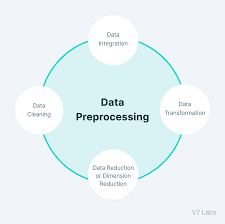 Data
Integration
Data
Cleaning
Data
Preprocessing
Data
Transformation
Data Reduction
or Dimension
Reduction
V7 Labs